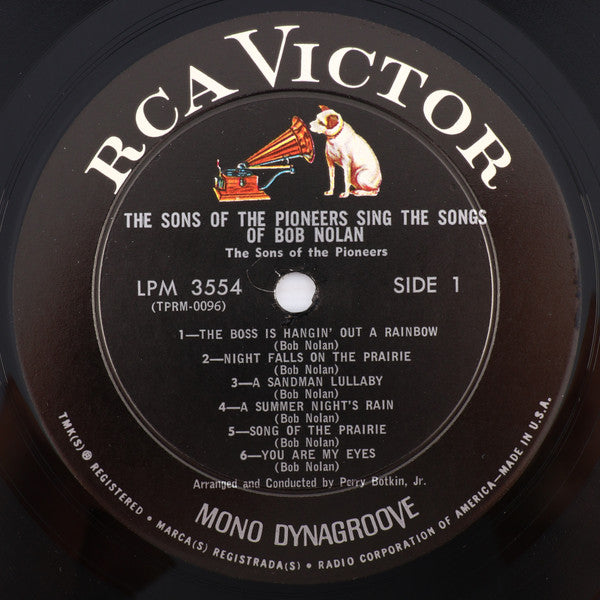 RCA VICTOR
THE SONS OF THE PIONEERS SING THE SONGS
OF BOB NOLAN
The Sons of the Pioneers
LPM 3554 SIDE 1
(TPRM-0096)
1—THE BOSS IS HANGIN' OUT A RAINBOW
(Bob Nolan)
2—NIGHT FALLS ON THE PRAIRIE
(Bob Nolan)
3—A SANDMAN LULLABY
(Bob Nolan)
4—A SUMMER NIGHT'S RAIN
(Bob Nolan)
5—SONG OF THE PRAIRIE
(Bob Nolan)
6—YOU ARE MY EYES
(Bob Nolan)
Arranged and Conducted by Perry Botkin, Jr.
MONO DYNAGROOVE
TMK(S) ® REGISTERED • MARCA(S) REGISTRADA(S) • RADIO CORPORATION OF AMERICA—MADE IN U.S.A.